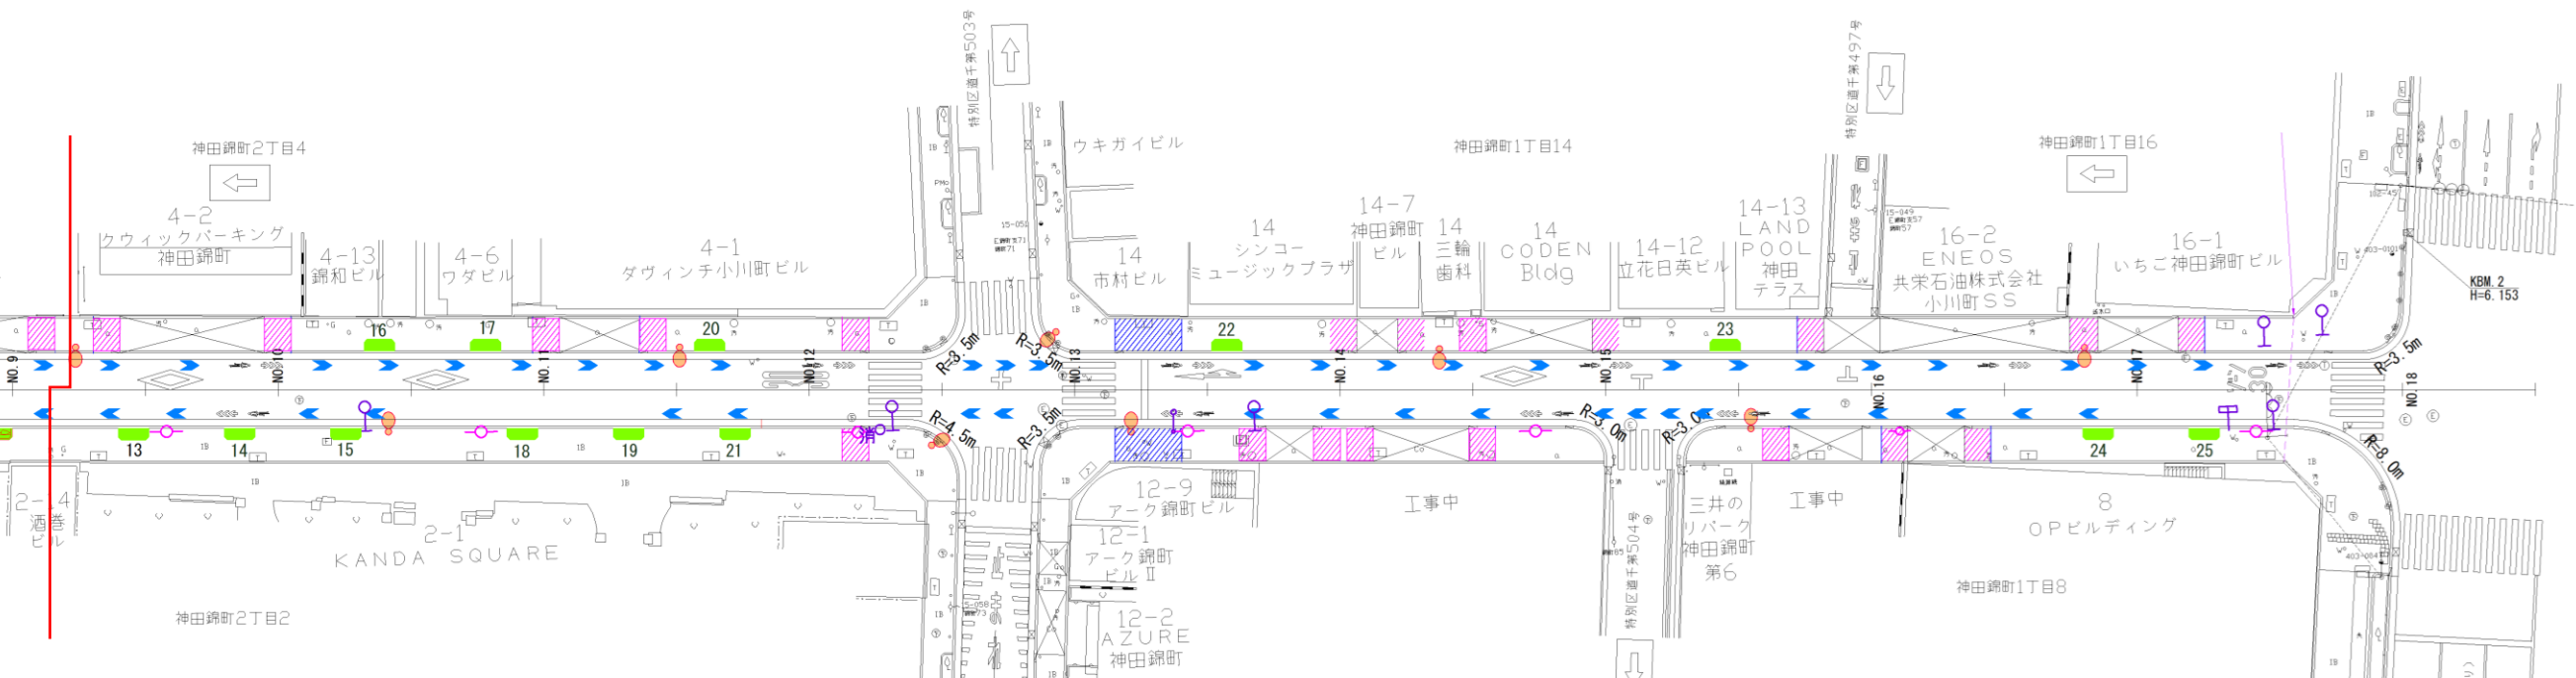 特別区道千第503号
特別区道千第497号
神田錦町2丁目4
ウキガイビル
神田錦町1丁目14
神田錦町1丁目16
4-2
クウィックパーキング
神田錦町
4-13
錦和ビル
4-6
ワダビル
4-1
ダヴィンチ小川町ビル
14
市村ビル
14
シンコー
ミュージックプラザ
14-7
神田錦町
ビル
14
三輪
歯科
14
CODEN
Bldg
14-12
立花日英ビル
14-13
LAND
POOL
神田
テラス
16-2
ENEOS
共栄石油株式会社
小川町SS
16-1
いちご神田錦町ビル
KBM.2
H=6.153
15-051
15-049
403-0101
102-45
16
17
20
22
23
R=3.5m
R=3.5m
R=3.5m
NO.9
NO.10
NO.11
NO.12
NO.13
NO.14
NO.15
NO.16
NO.17
NO.18
30
R=4.5m
R=3.5m
R=3.0m
R=3.0m
R=8.0m
消
13
14
15
18
19
21
24
25
2-4
酒巻
ビル
2-1
KANDA SQUARE
12-9
アーク錦町ビル
12-1
アーク錦町
ビルⅡ
12-2
AZURE
神田錦町
工事中
特別区道千第504号
三井の
リパーク
神田錦町
第6
工事中
8
OPビルディング
神田錦町2丁目2
神田錦町1丁目8